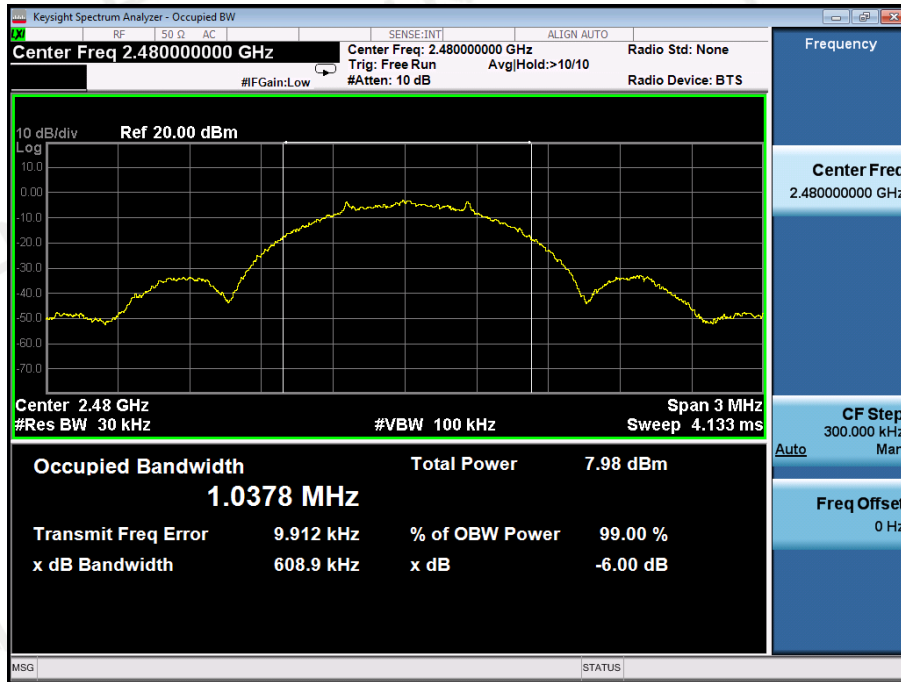 Keysight Spectrum Analyzer - Occupied BW
LXI RF 50 Ω AC SENSE:INT ALIGN AUTO
Center Freq 2.480000000 GHz
Center Freq: 2.480000000 GHz Radio Std: None
Trig: Free Run Avg|Hold:>10/10
#IFGain:Low #Atten: 10 dB Radio Device: BTS
10 dB/div Ref 20.00 dBm
Log
10.0
0.00
-10.0
-20.0
-30.0
-40.0
-50.0
-60.0
-70.0
Center 2.48 GHz Span 3 MHz
#Res BW 30 kHz #VBW 100 kHz Sweep 4.133 ms
Occupied Bandwidth Total Power 7.98 dBm
1.0378 MHz
Transmit Freq Error 9.912 kHz % of OBW Power 99.00 %
x dB Bandwidth 608.9 kHz x dB -6.00 dB
MSG STATUS
Frequency
Center Freq
2.480000000 GHz
CF Step
300.000 kHz
Auto Man
Freq Offset
0 Hz